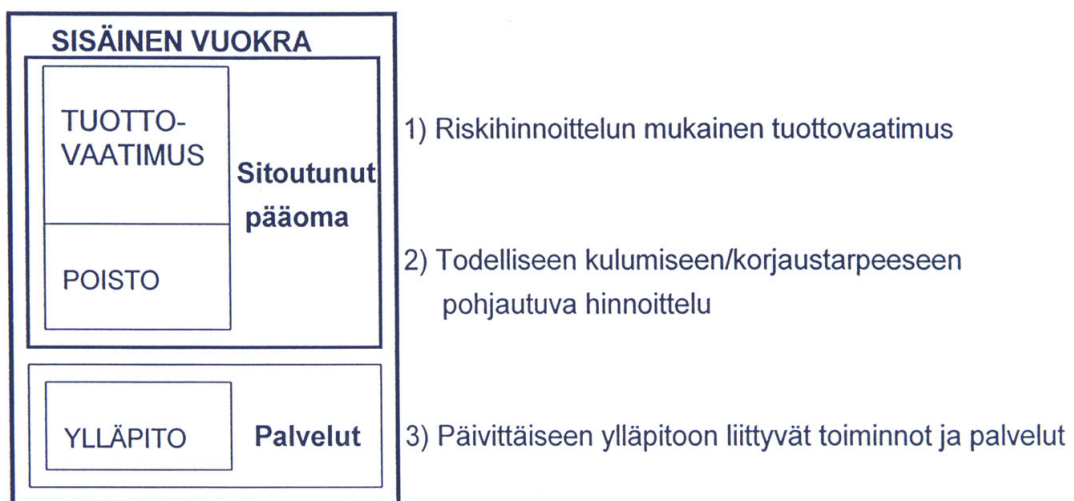 SISÄINEN VUOKRA
TUOTTO-
VAATIMUS
Sitoutunut
pääoma
POISTO
YLLÄPITO
Palvelut
1) Riskihinnoittelun mukainen tuottovaatimus
2) Todelliseen kulumiseen/korjaustarpeeseen
pohjautuva hinnoittelu
3) Päivittäiseen ylläpitoon liittyvät toiminnot ja palvelut